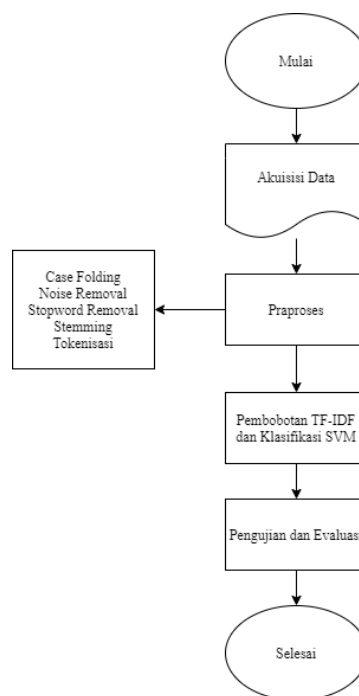 Mulai
Akuisisi Data
Case Folding
Noise Removal
Stopword Removal
Stemming
Tokenisasi
Praproses
Pembobotan TF-IDF
dan Klasifikasi SVM
Pengujian dan Evaluasi
Selesai